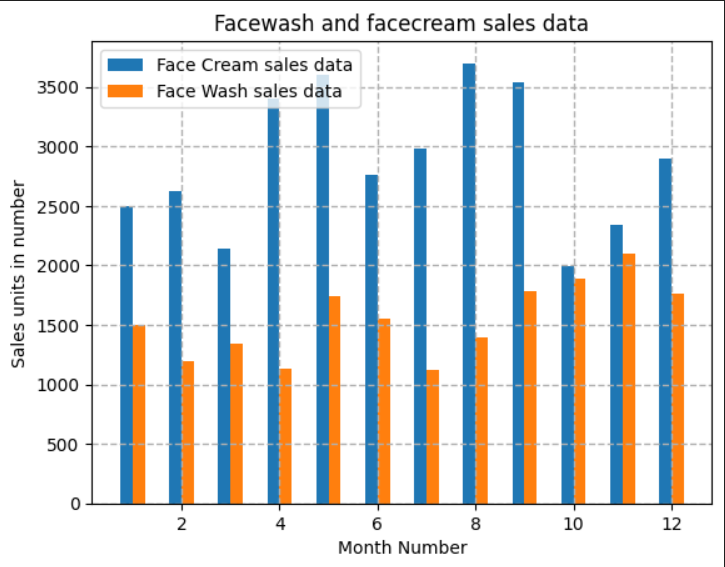 Facewash and facecream sales data
Face Cream sales data
Face Wash sales data
3500
3000
2500
2000
1500
1000
500
0
Sales units in number
2 4 6 8 10 12
Month Number